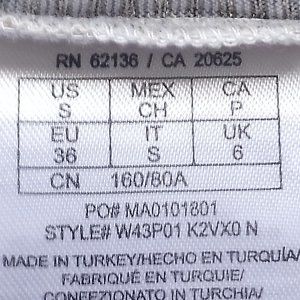 RN 62136 / CA 20625
US MEX CA
S CH P
EU IT UK
36 S 6
CN 160/80A
PO# MA0101801
STYLE# W43P01 K2VX0 N
MADE IN TURKEY/HECHO EN TURQUÍA/
FABRIQUÉ EN TURQUIE/
CONFEZIONATO IN TURCHIA/